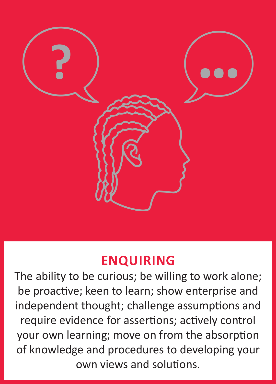 ?
...
ENQUIRING
The ability to be curious; be willing to work alone;
be proactive; keen to learn; show enterprise and
independent thought; challenge assumptions and
require evidence for assertions; actively control
your own learning; move on from the absorption
of knowledge and procedures to developing your
own views and solutions.